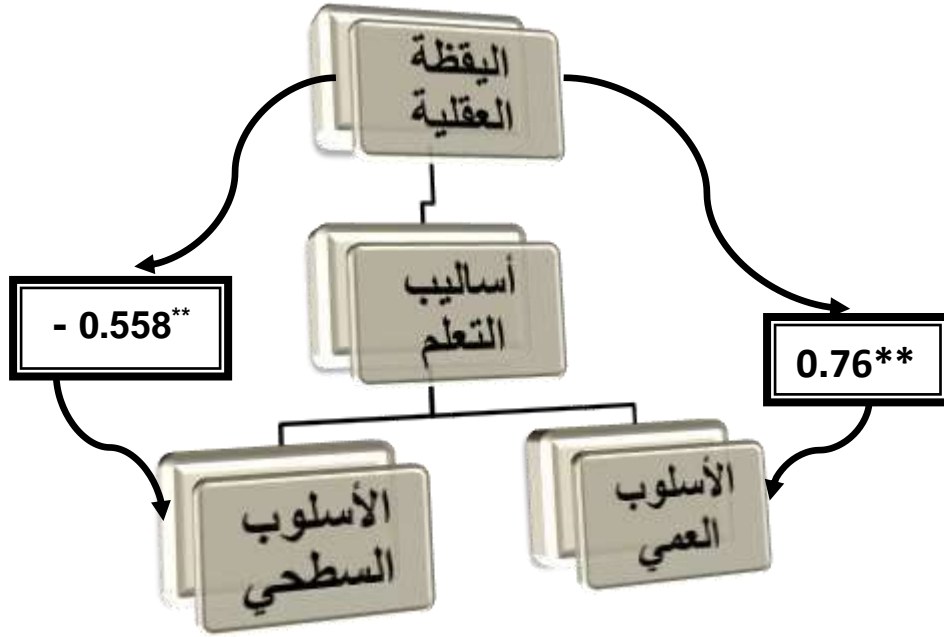 اليقظة
العقلية
أساليب
التعلم
- 0.558**
0.76**
الأسلوب
العمي
الأسلوب
السطحي